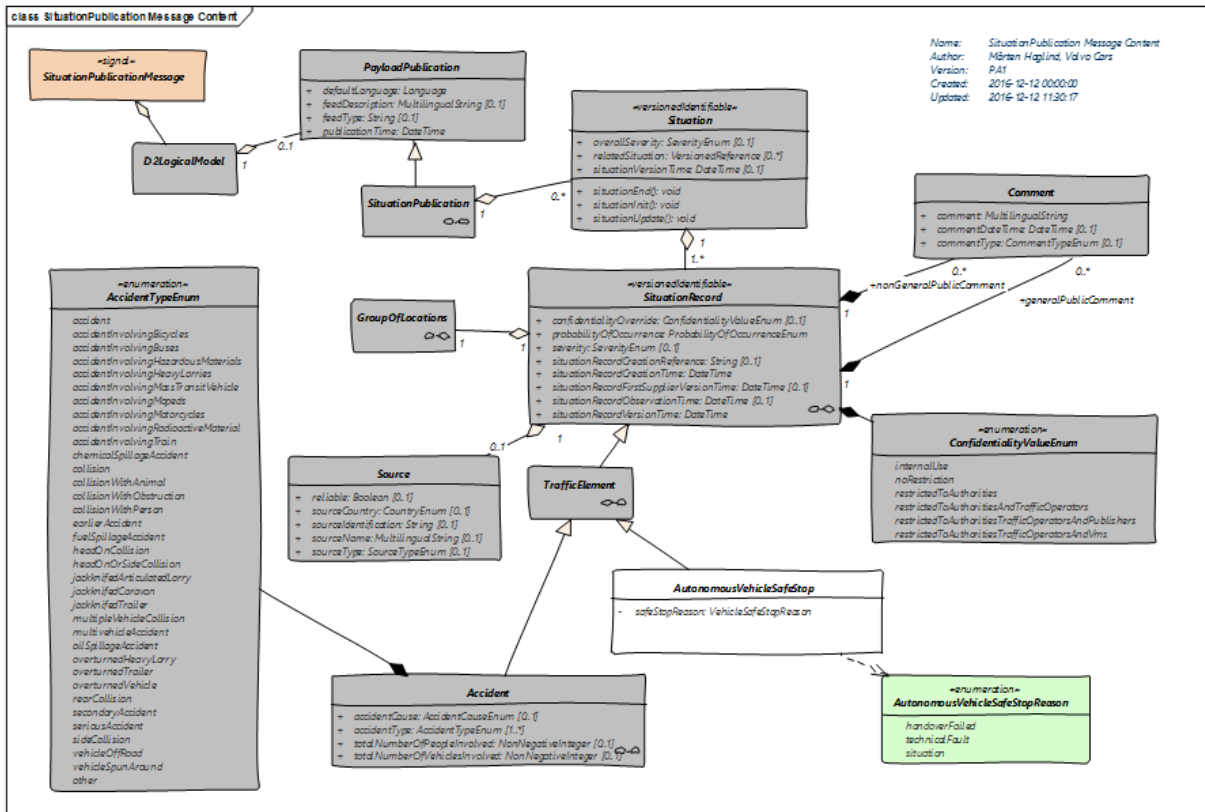 class SituationPublication Message Content
Name: SituationPublication Message Content
Author: Mårten Haglind, Volvo Cars
Version: PA1
Created: 2016-12-12 00:00:00
Updated: 2016-12-12 11:30:17
«signal»
SituationPublicationMessage
PayloadPublication
+ defaultLanguage: Language
+ feedDescription: MultilingualString [0..1]
+ feedType: String [0..1]
+ publicationTime: DateTime
D2LogicalModel
1
0..1
SituationPublication
1
0..*
«versionedIdentifiable»
Situation
+ overallSeverity: SeverityEnum [0..1]
+ relatedSituation: VersionedReference [0..*]
+ situationVersionTime: DateTime [0..1]
+ situationEnd(): void
+ situationInit(): void
+ situationUpdate(): void
1
1..*
Comment
+ comment: MultilingualString
+ commentDateTime: DateTime [0..1]
+ commentType: CommentTypeEnum [0..1]
0..*
0..*
+nonGeneralPublicComment
1
+generalPublicComment
1
«enumeration»
AccidentTypeEnum
accident
accidentInvolvingBicycles
accidentInvolvingBuses
accidentInvolvingHazardousMaterials
accidentInvolvingHeavyLorries
accidentInvolvingMassTransitVehicle
accidentInvolvingMopeds
accidentInvolvingMotorcycles
accidentInvolvingRadioactiveMaterial
accidentInvolvingTrain
chemicalSpillageAccident
collision
collisionWithAnimal
collisionWithObstruction
collisionWithPerson
earlierAccident
fuelSpillageAccident
headOnCollision
headOnOrSideCollision
jackknifedArticulatedLorry
jackknifedCaravan
jackknifedTrailer
multipleVehicleCollision
multivehicleAccident
oilSpillageAccident
overturnedHeavyLorry
overturnedTrailer
overturnedVehicle
rearCollision
secondaryAccident
seriousAccident
sideCollision
vehicleOffRoad
vehicleSpunAround
other
GroupOfLocations
1
1
«versionedIdentifiable»
SituationRecord
+ confidentialityOverride: ConfidentialityValueEnum [0..1]
+ probabilityOfOccurrence: ProbabilityOfOccurrenceEnum
+ severity: SeverityEnum [0..1]
+ situationRecordCreationReference: String [0..1]
+ situationRecordCreationTime: DateTime
+ situationRecordFirstSupplierVersionTime: DateTime [0..1]
+ situationRecordObservationTime: DateTime [0..1]
+ situationRecordVersionTime: DateTime
1
0..1
Source
+ reliable: Boolean [0..1]
+ sourceCountry: CountryEnum [0..1]
+ sourceIdentification: String [0..1]
+ sourceName: MultilingualString [0..1]
+ sourceType: SourceTypeEnum [0..1]
TrafficElement
«enumeration»
ConfidentialityValueEnum
internalUse
noRestriction
restrictedToAuthorities
restrictedToAuthoritiesAndTrafficOperators
restrictedToAuthoritiesTrafficOperatorsAndPublishers
restrictedToAuthoritiesTrafficOperatorsAndVms
AutonomousVehicleSafeStop
- safeStopReason: VehicleSafeStopReason
Accident
+ accidentCause: AccidentCauseEnum [0..1]
+ accidentType: AccidentTypeEnum [1..*]
+ totalNumberOfPeopleInvolved: NonNegativeInteger [0..1]
+ totalNumberOfVehiclesInvolved: NonNegativeInteger [0..1]
«enumeration»
AutonomousVehicleSafeStopReason
handoverFailed
technicalFault
situation